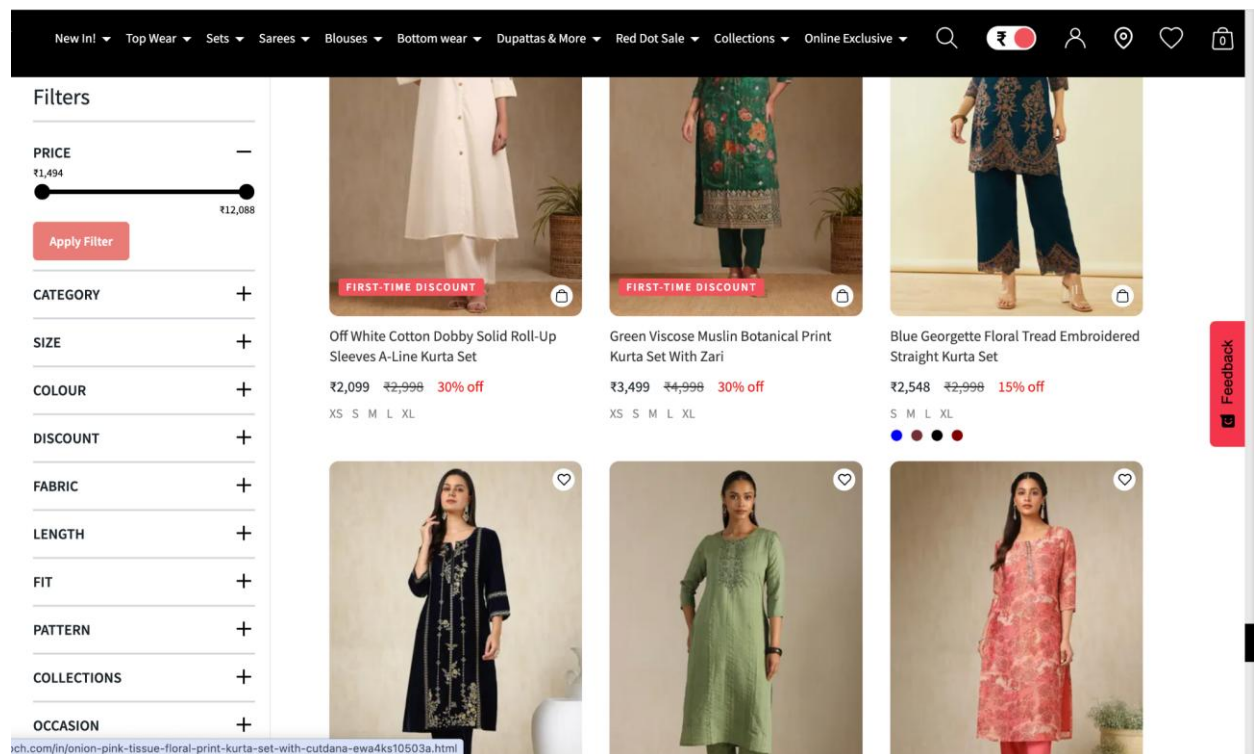 New In! Top Wear Sets Sarees Blouses Bottom wear Dupattas & More Red Dot Sale Collections Online Exclusive ₹ 0
Filters
PRICE
₹1,494
₹12,088
Apply Filter
CATEGORY
SIZE
COLOUR
DISCOUNT
FABRIC
LENGTH
FIT
PATTERN
COLLECTIONS
OCCASION
FIRST-TIME DISCOUNT
Off White Cotton Dobby Solid Roll-Up
Sleeves A-Line Kurta Set
₹2,099 ₹2,998 30% off
XS S M L XL
FIRST-TIME DISCOUNT
Green Viscose Muslin Botanical Print
Kurta Set With Zari
₹3,499 ₹4,998 30% off
XS S M L XL
Blue Georgette Floral Tread Embroidered
Straight Kurta Set
₹2,548 ₹2,998 15% off
S M L XL
Feedback
och.com/in/onion-pink-tissue-floral-print-kurta-set-with-cutdana-ewa4ks10503a.html